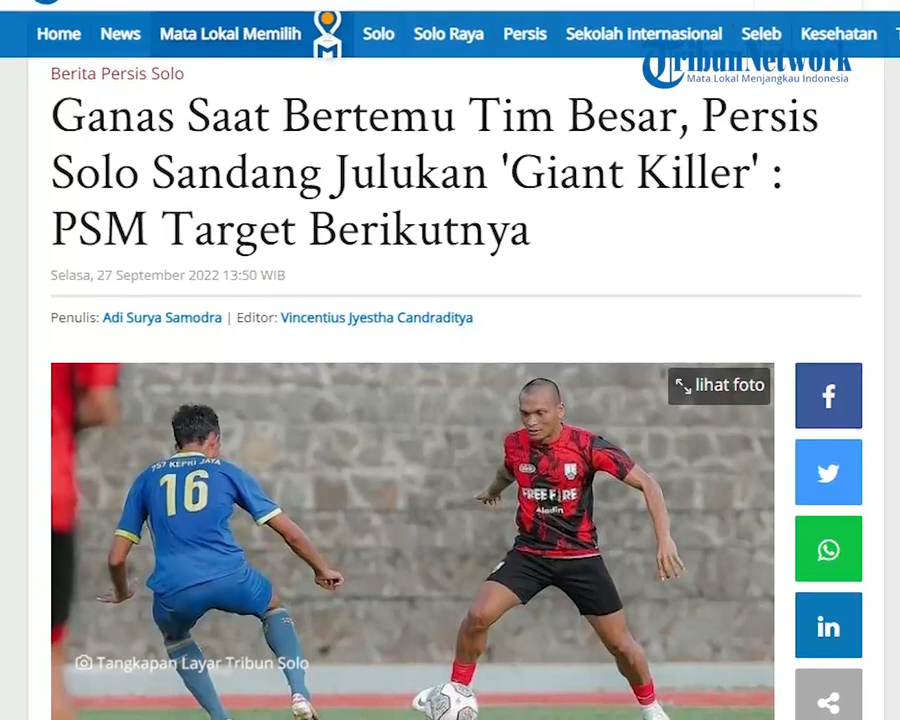 Home News Mata Lokal Memilih M Solo Solo Raya Persis Sekolah Internasional Seleb Kesehatan
TribunNetwork
Mata Lokal Menjangkau Indonesia
Berita Persis Solo
Ganas Saat Bertemu Tim Besar, Persis
Solo Sandang Julukan 'Giant Killer' :
PSM Target Berikutnya
Selasa, 27 September 2022 13:50 WIB
Penulis: Adi Surya Samodra | Editor: Vincentius Jyestha Candraditya
lihat foto
757 KEPRI JAYA
16
FREE FIRE
Aladin
Tangkapan Layar Tribun Solo